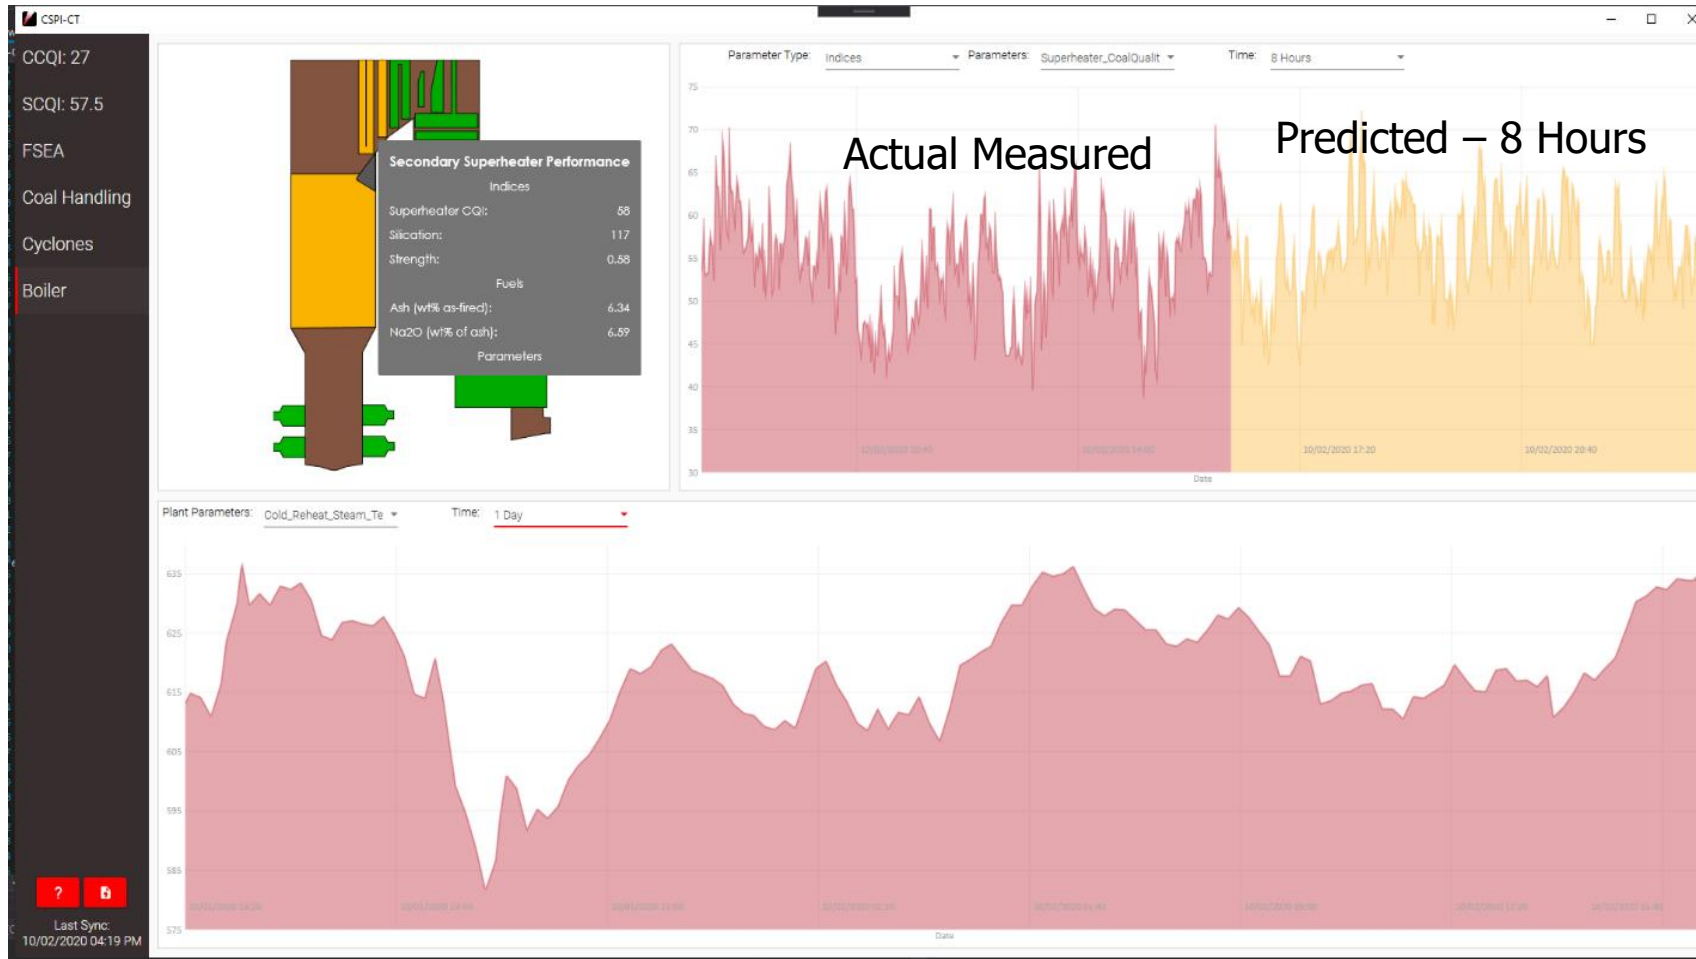 CSPI-CT
CCQI: 27
SCQI: 57.5
FSEA
Coal Handling
Cyclones
Boiler
?
Last Sync:
10/02/2020 04:19 PM
Secondary Superheater Performance
Indices
Superheater CQI: 58
Silication: 117
Strength: 0.58
Fuels
Ash (wt% as-fired): 6.34
Na2O (wt% of ash): 6.59
Parameters
Parameter Type: Indices Parameters: Superheater_CoalQualit Time: 8 Hours
Actual Measured
Predicted – 8 Hours
75
70
65
60
55
50
45
40
35
30
10/02/2020 17:20
10/02/2020 20:40
Date
Plant Parameters: Cold_Reheat_Steam_Te Time: 1 Day
635
625
615
605
595
585
575
Date